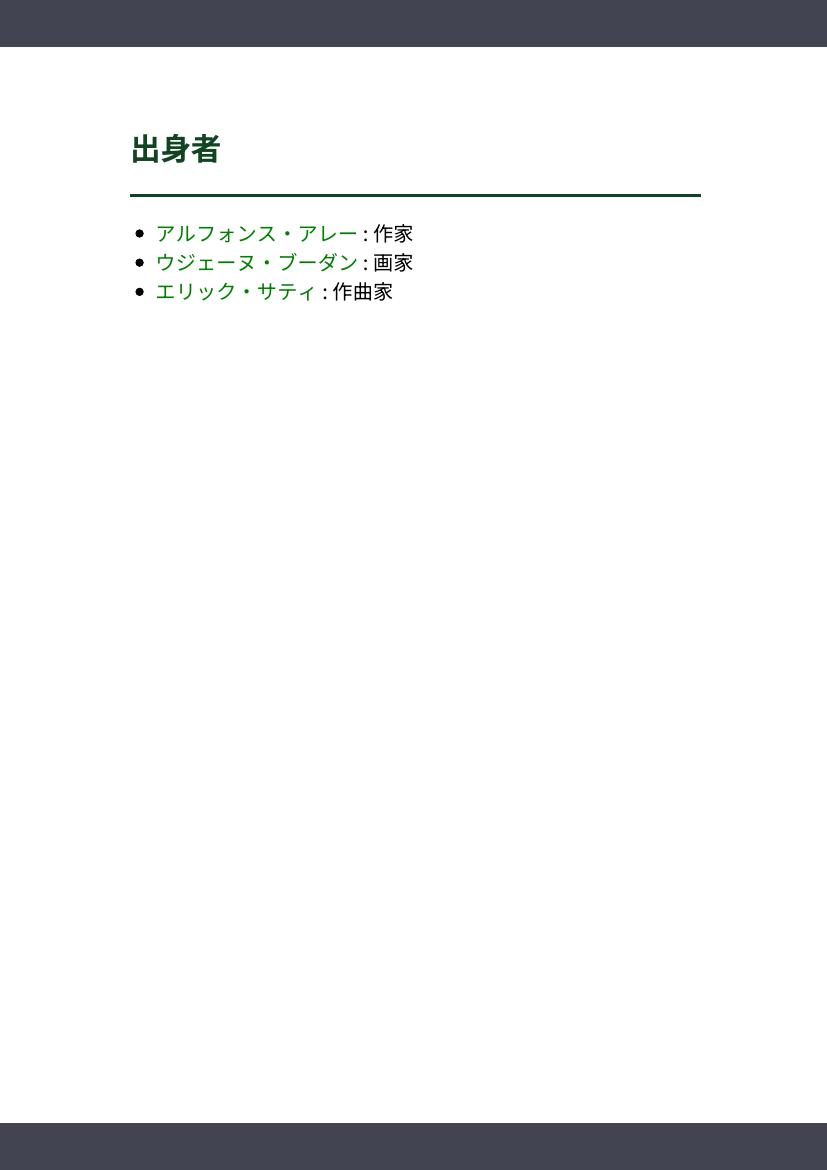 出身者
アルフォンス・アレー : 作家
ウジェーヌ・ブーダン : 画家
エリック・サティ : 作曲家